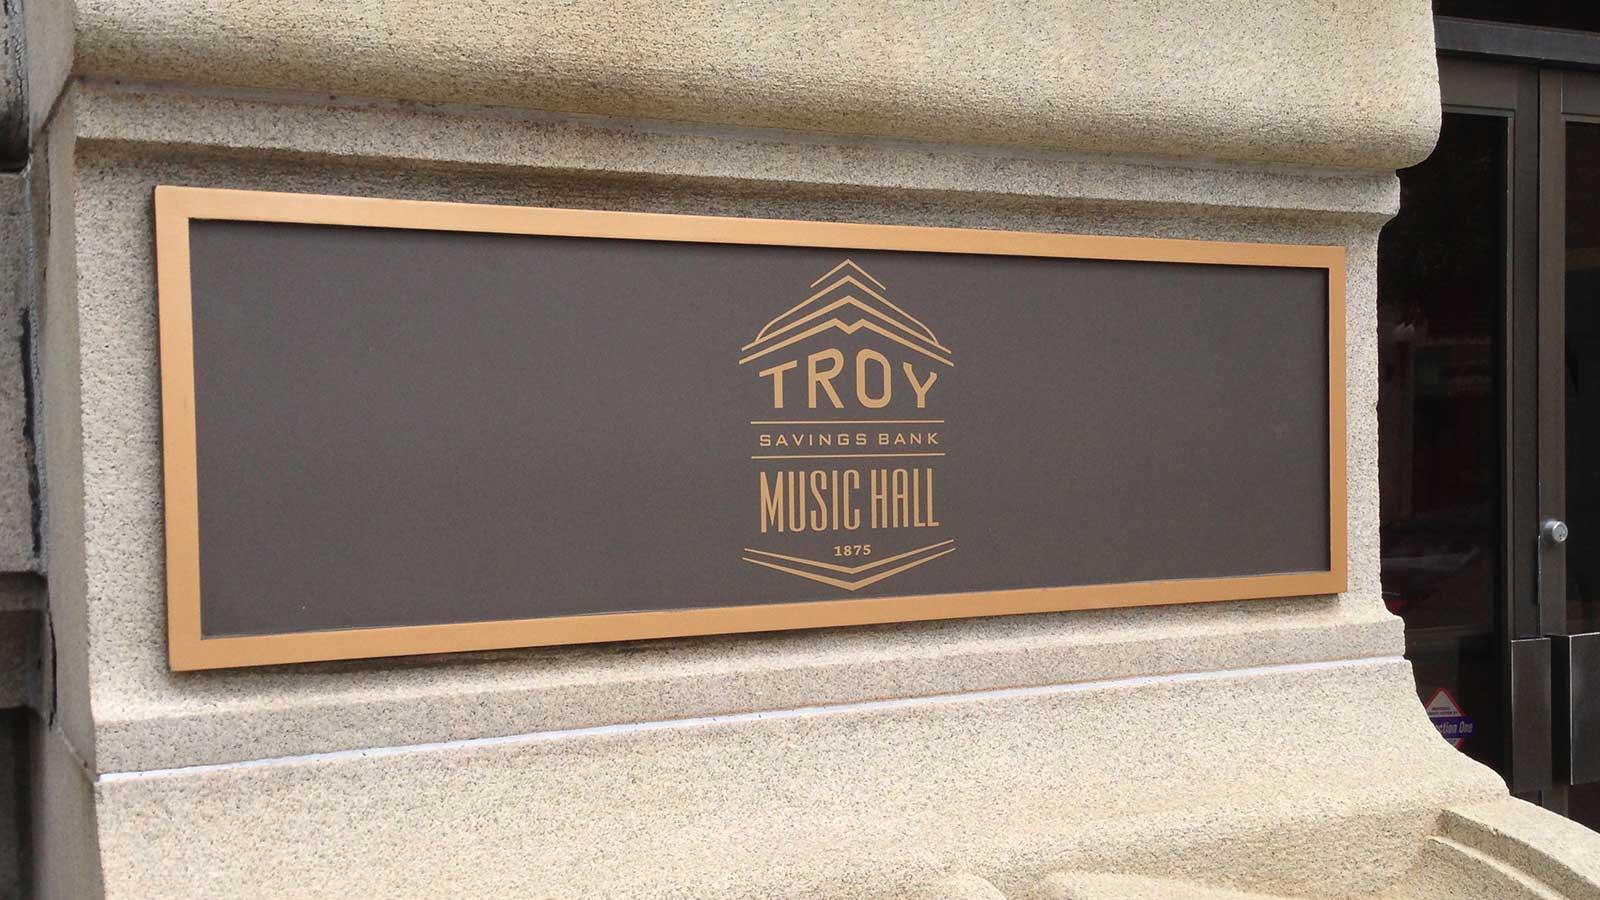 TROY
SAVINGS BANK
MUSIC HALL
1875